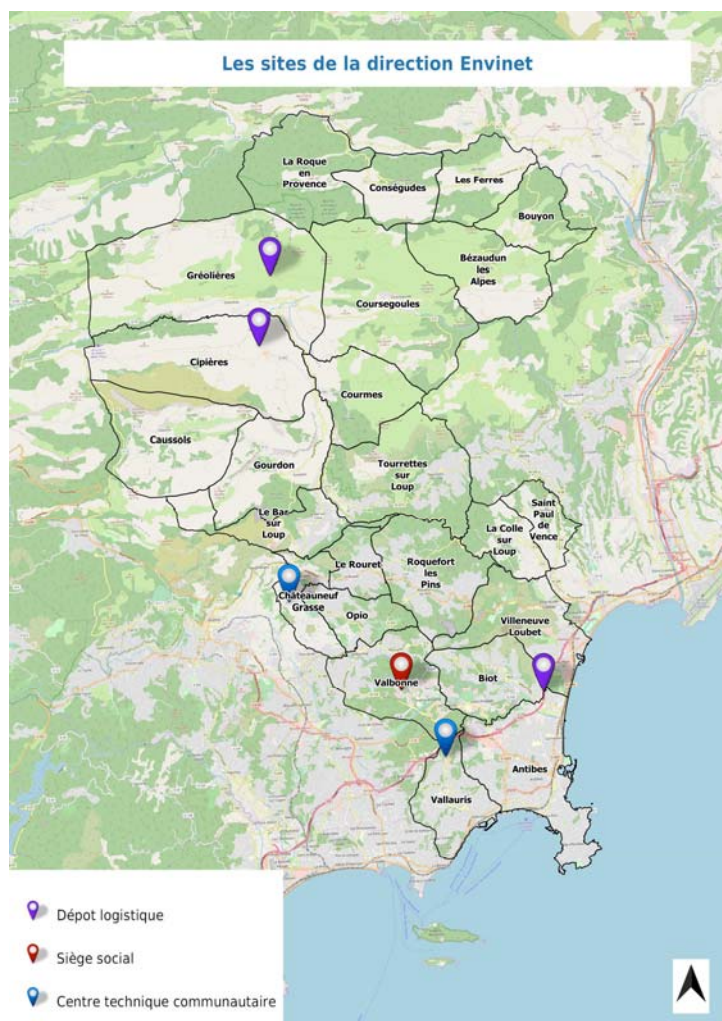 Les sites de la direction Envinet
La Roque
en
Provence
Conségudes
Les Ferres
Bouyon
Gréolières
Bézaudun
les
Alpes
Coursegoules
Cipières
Courmes
Caussols
Gourdon
Tourrettes
sur
Loup
Le Bar
sur
Loup
Saint
Paul
de
Vence
La Colle
sur
Loup
Le Rouret
Roquefort
les
Pins
Châteauneuf
Grasse
Opio
Villeneuve
Loubet
Valbonne
Biot
Antibes
Vallauris
Dépot logistique
Siège social
Centre technique communautaire